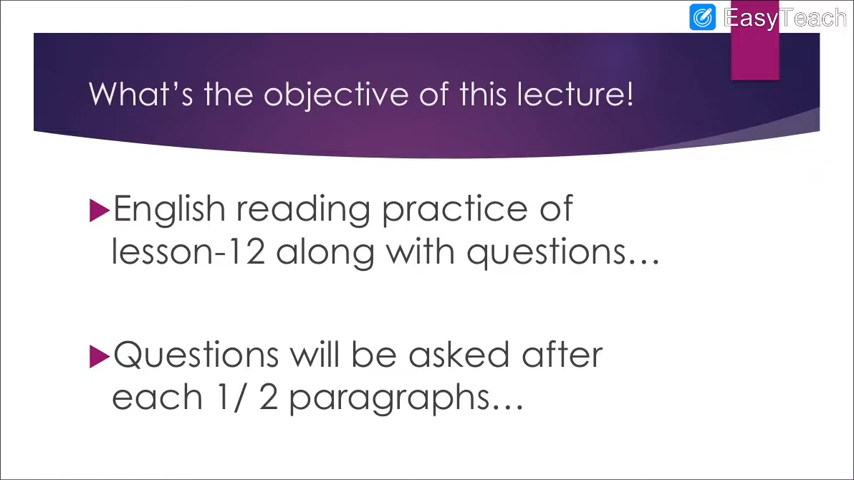 EasyTeach
What's the objective of this lecture!
English reading practice of
lesson-12 along with questions...
Questions will be asked after
each 1/ 2 paragraphs...